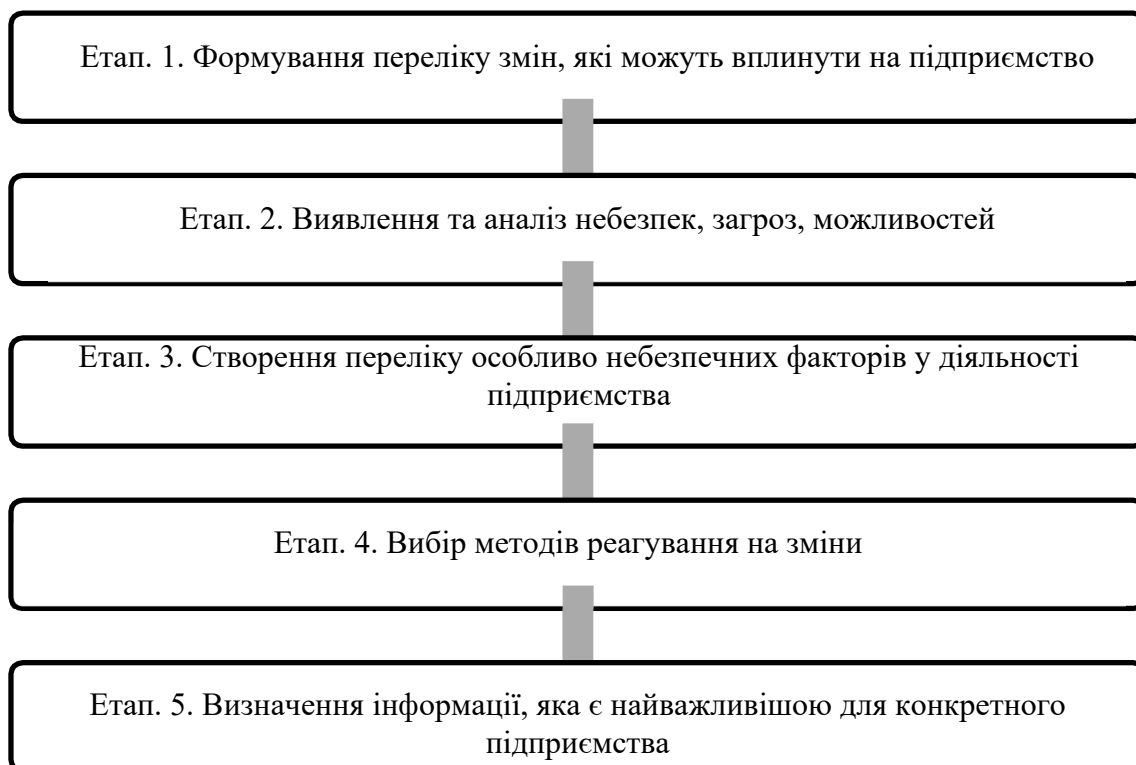 Етап. 1. Формування переліку змін, які можуть вплинути на підприємство
Етап. 2. Виявлення та аналіз небезпек, загроз, можливостей
Етап. 3. Створення переліку особливо небезпечних факторів у діяльності
підприємства
Етап. 4. Вибір методів реагування на зміни
Етап. 5. Визначення інформації, яка є найважливішою для конкретного
підприємства